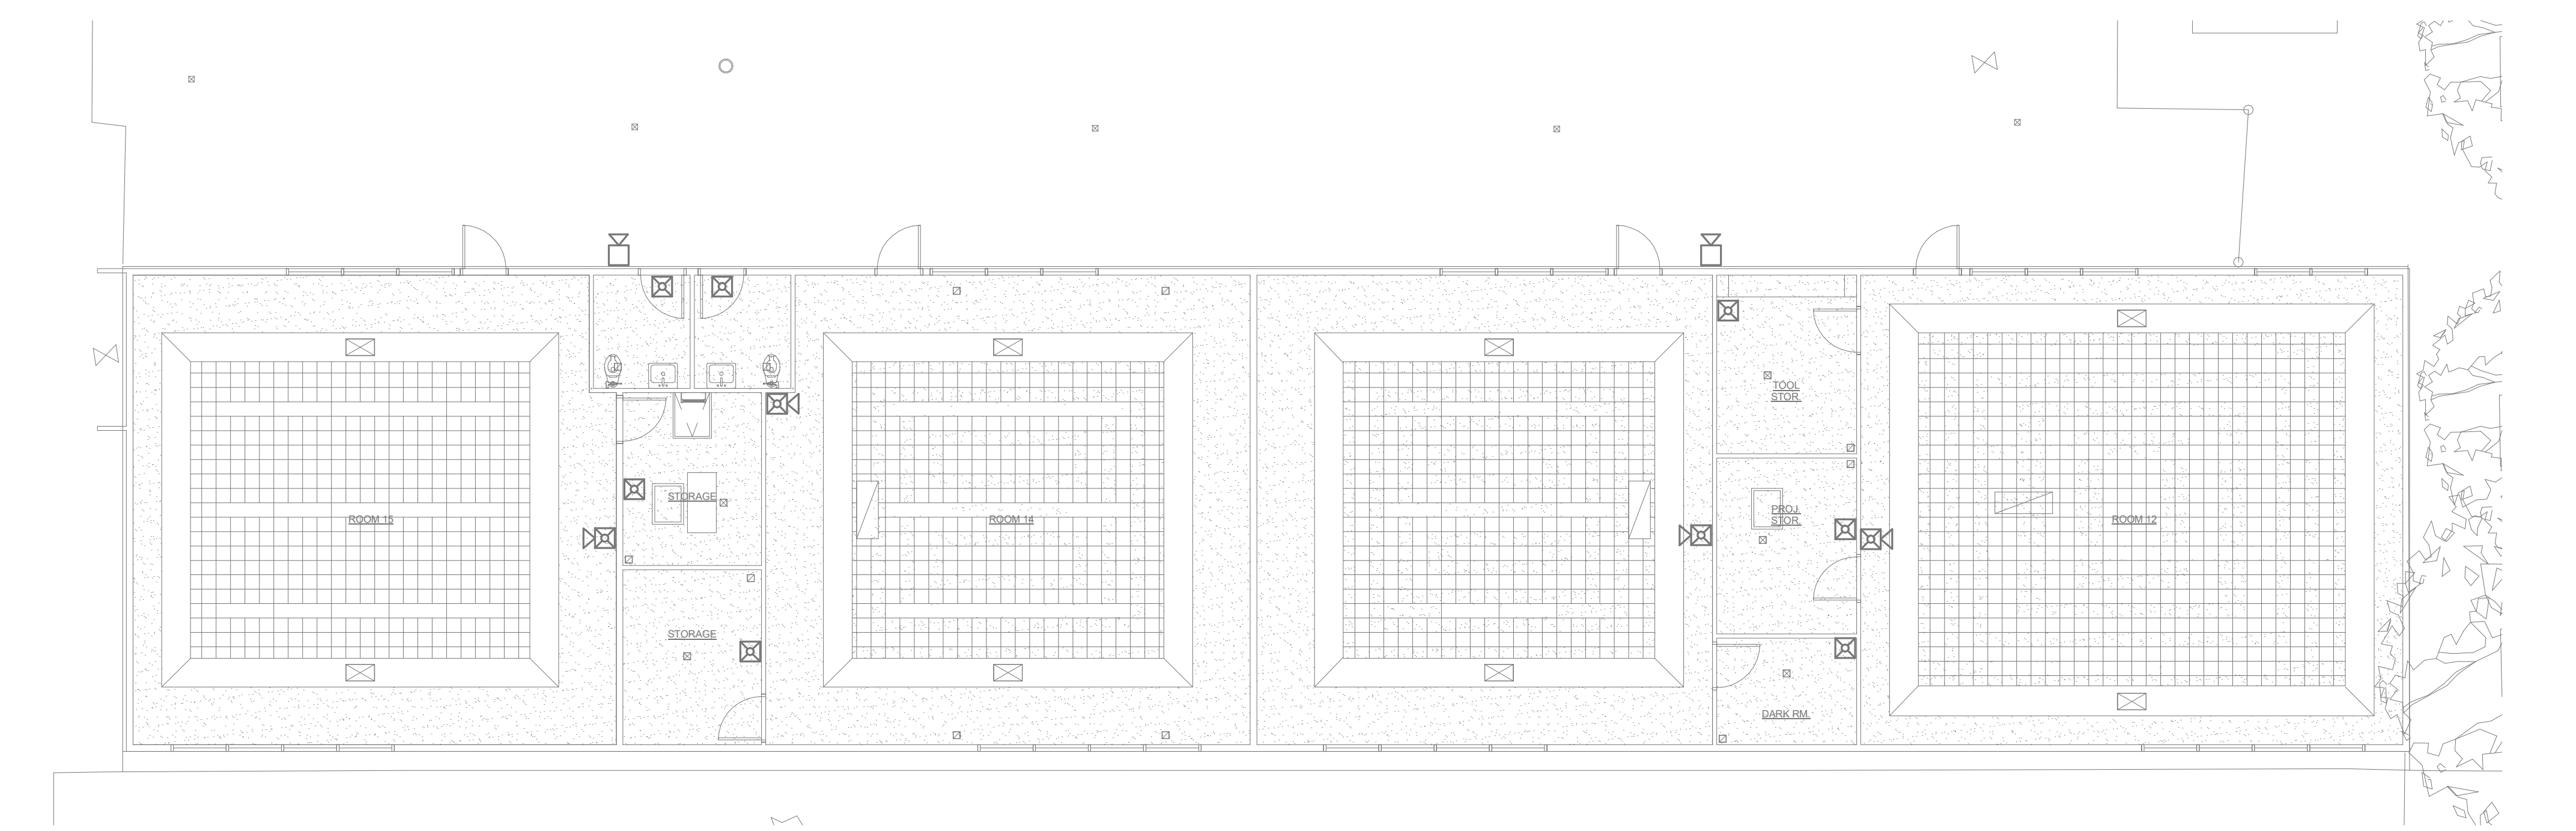 TOOL
STOR.
STORAGE
PROJ.
STOR.
ROOM 15
ROOM 14
ROOM 12
STORAGE
DARK RM.